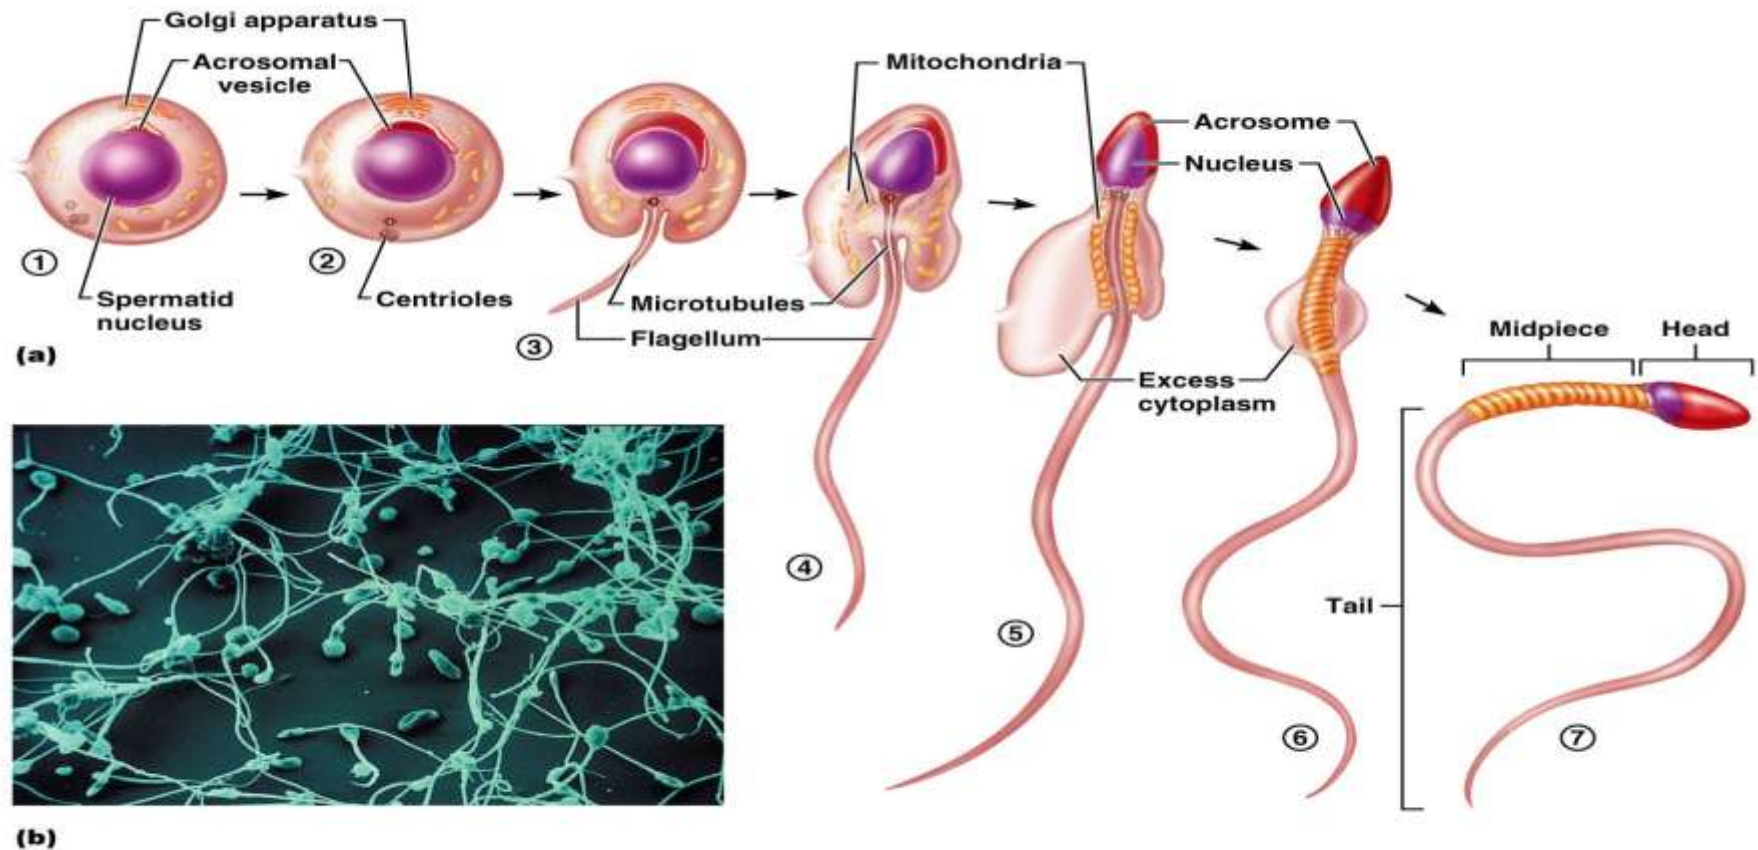 Golgi apparatus
Acrosomal
vesicle
Mitochondria
Acrosome
Nucleus
①
②
Spermatid
nucleus
Centrioles
Microtubules
③
Flagellum
(a)
Midpiece
Head
Excess
cytoplasm
④
⑤
Tail
⑥
⑦
(b)